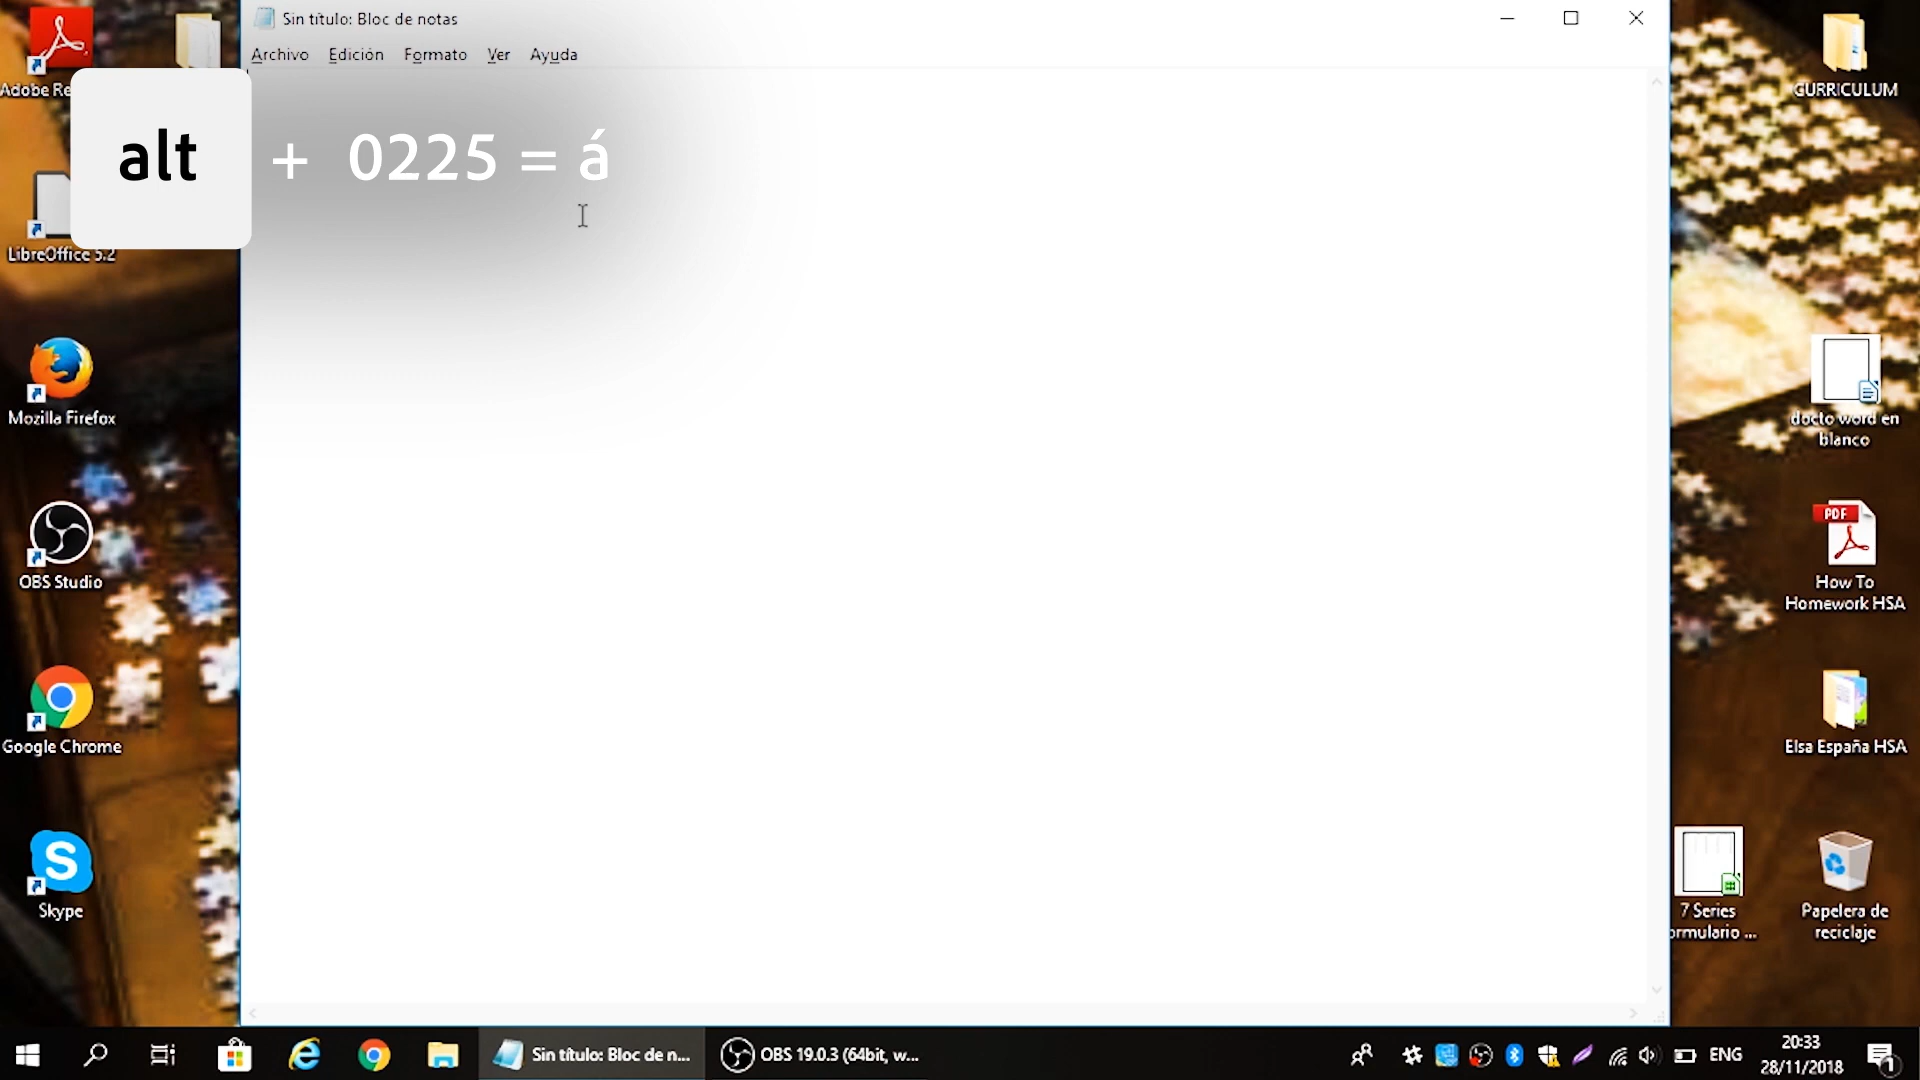 Sin título: Bloc de notas
Archivo Edición Formato Ver Ayuda
alt + 0225 = á
LibreOffice 5.2
Mozilla Firefox
OBS Studio
Google Chrome
Skype
CURRICULUM
docto word en
blanco
PDF
How To
Homework HSA
Elsa España HSA
7 Series
ormulario ...
Papelera de
reciclaje
Adobe Re
Sin título: Bloc de n...
OBS 19.0.3 (64bit, w...
ENG
20:33
28/11/2018
1